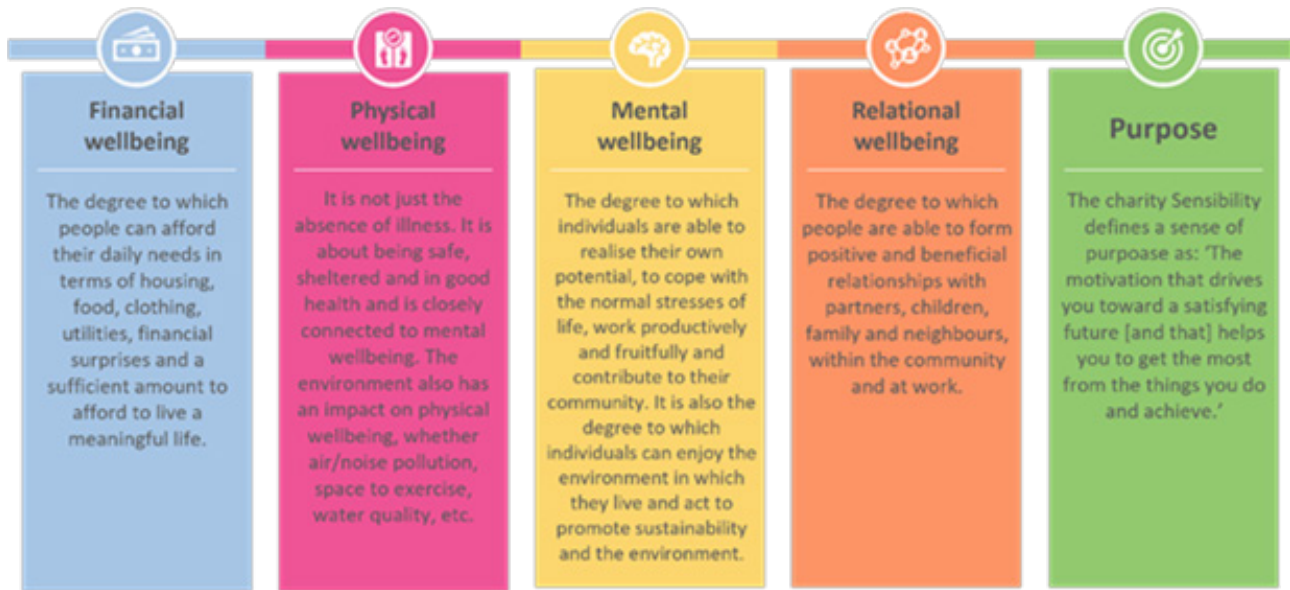 Financial
wellbeing
The degree to which
people can afford
their daily needs in
terms of housing,
food, clothing,
utilities, financial
surprises and a
sufficient amount to
afford to live a
meaningful life.
Physical
wellbeing
It is not just the
absence of illness. It is
about being safe,
sheltered and in good
health and is closely
connected to mental
wellbeing. The
environment also has
an impact on physical
wellbeing, whether
air/noise pollution,
space to exercise,
water quality, etc.
Mental
wellbeing
The degree to which
individuals are able to
realise their own
potential, to cope with
the normal stresses of
life, work productively
and fruitfully and
contribute to their
community. It is also the
degree to which
individuals can enjoy the
environment in which
they live and act to
promote sustainability
and the environment.
Relational
wellbeing
The degree to which
people are able to form
positive and beneficial
relationships with
partners, children,
family and neighbours,
within the community
and at work.
Purpose
The charity Sensibility
defines a sense of
purpoase as: ‘The
motivation that drives
you toward a satisfying
future [and that] helps
you to get the most
from the things you do
and achieve.’